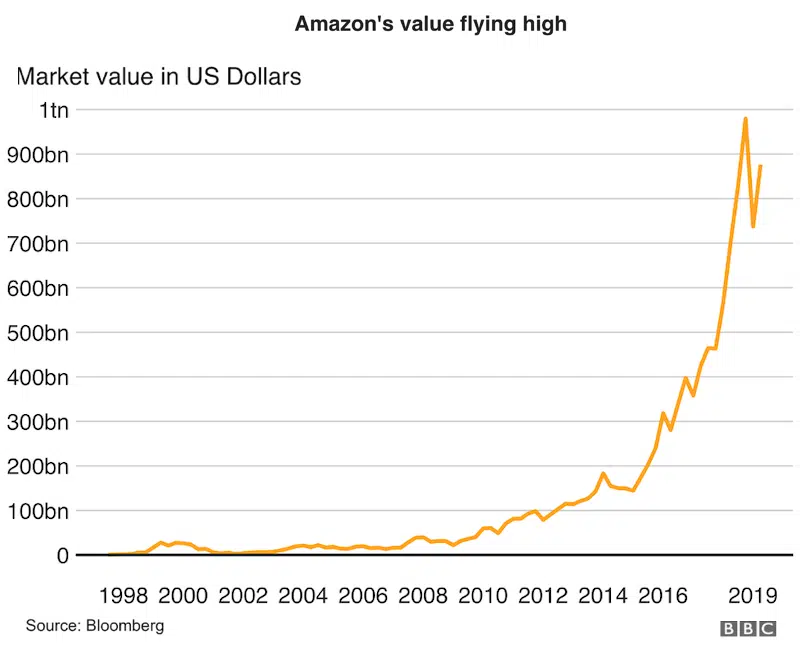 Amazon's value flying high
Market value in US Dollars
1tn
900bn
800bn
700bn
600bn
500bn
400bn
300bn
200bn
100bn
0
1998 2000 2002 2004 2006 2008 2010 2012 2014 2016 2019
Source: Bloomberg
BBC